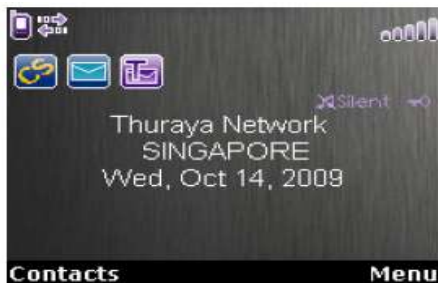 Silent
Thuraya Network
SINGAPORE
Wed, Oct 14, 2009
Contacts
Menu